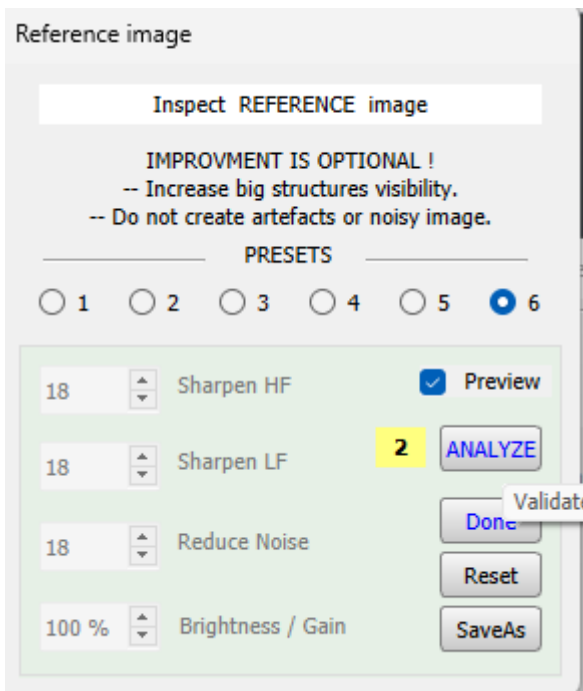 Reference image
Inspect REFERENCE image
IMPROVMENT IS OPTIONAL !
-- Increase big structures visibility.
-- Do not create artefacts or noisy image.
PRESETS
1 2 3 4 5 6
18 Sharpen HF Preview
18 Sharpen LF 2 ANALYZE
Validate
Done
18 Reduce Noise
Reset
100 % Brightness / Gain SaveAs